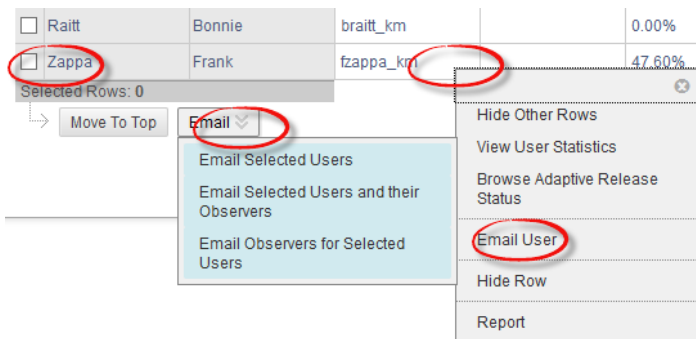 Raitt Bonnie braitt_km 0.00%
Zappa Frank fzappa_km 47.60%
Selected Rows: 0
Move To Top Email
Email Selected Users
Email Selected Users and their
Observers
Email Observers for Selected
Users
Hide Other Rows
View User Statistics
Browse Adaptive Release
Status
Email User
Hide Row
Report